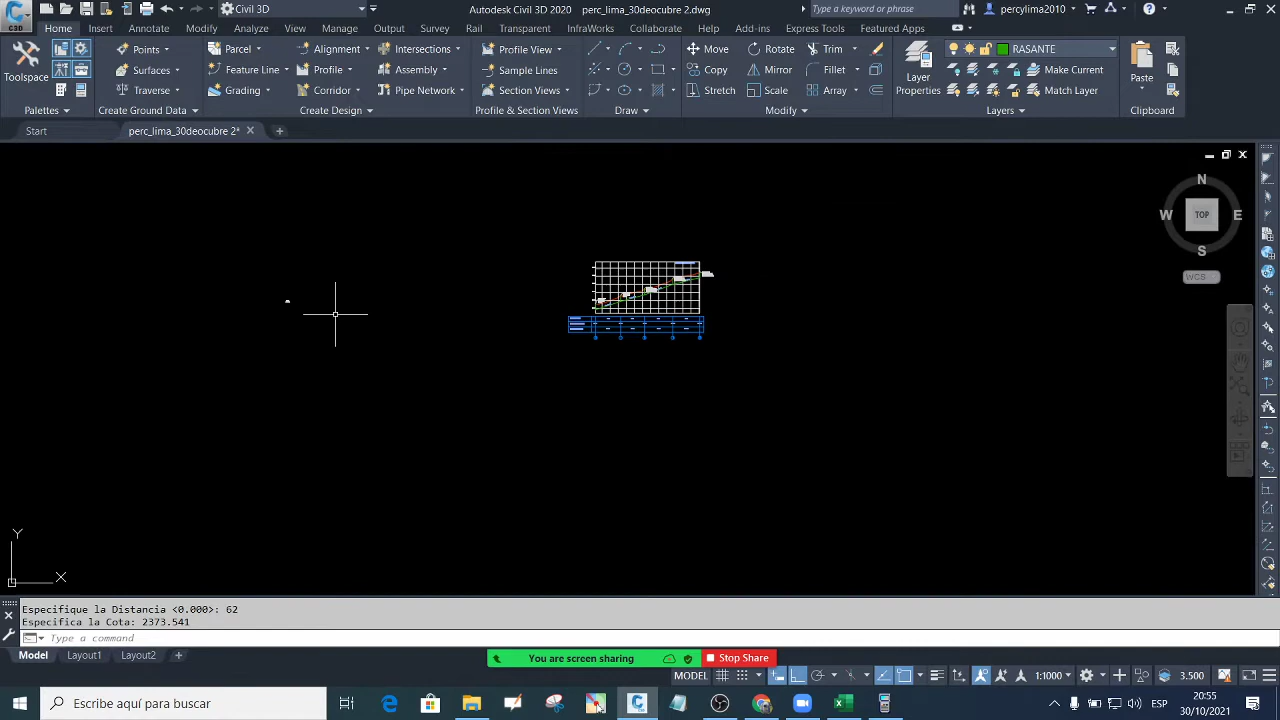 Civil 3D
Autodesk Civil 3D 2020 perc_lima_30deocubre_2.dwg
Type a keyword or phrase
percylima2010
Home Insert Annotate Modify Analyze View Manage Output Survey Rail Transparent InfraWorks Collaborate Help Add-ins Express Tools Featured Apps
Toolspace
Points
Surfaces
Traverse
Parcel
Feature Line
Grading
Alignment
Profile
Corridor
Intersections
Assembly
Pipe Network
Profile View
Sample Lines
Section Views
Move
Copy
Stretch
Rotate
Mirror
Scale
Trim
Fillet
Array
Layer
Properties
RASANTE
Make Current
Match Layer
Paste
Palettes
Create Ground Data
Create Design
Profile & Section Views
Draw
Modify
Layers
Clipboard
C3D
Start
perc_lima_30deocubre 2*
N
W TOP E
S
WCS
Y
X
Especifique la Distancia <0.000>: 62
Especifica la Cota: 2373.541
Type a command
Model Layout1 Layout2
You are screen sharing
Stop Share
MODEL
1:1000
3.500
Escribe aquí para buscar
ESP
20:55
30/10/2021